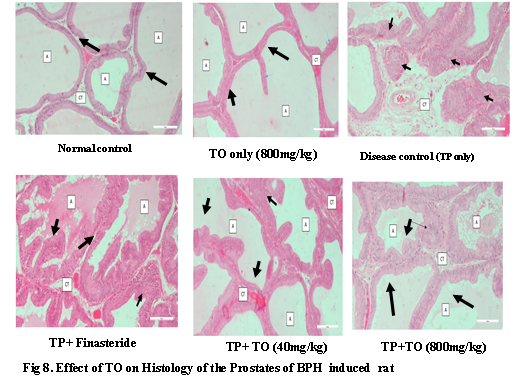 A
A
A
CT
A
A
A
CT
A
A
CT
Normal control
TO only (800mg/kg)
Disease control (TP only)
A
A
CT
CT
A
A
A
CT
A
CT
A
A
CT
A
TP+ Finasteride
TP+ TO (40mg/kg)
TP+TO (800mg/kg)
Fig 8. Effect of TO on Histology of the Prostates of BPH induced rat